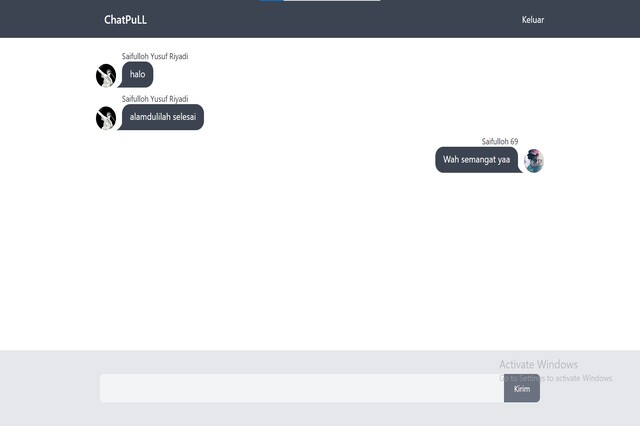 ChatPuLL
Keluar
Saifulloh Yusuf Riyadi
halo
Saifulloh Yusuf Riyadi
alamdulilah selesai
Saifulloh 69
Wah semangat yaa
Activate Windows
Go to Settings to activate Windows.
Kirim